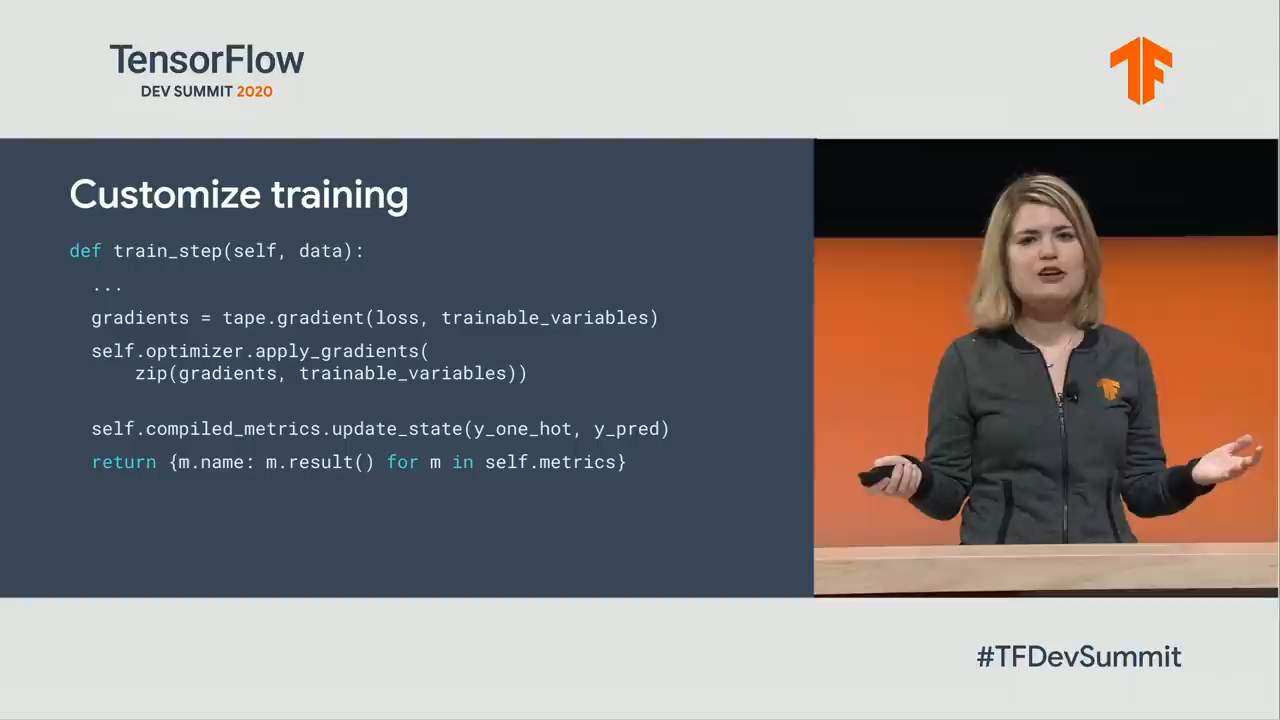 TensorFlow
DEV SUMMIT 2020
Customize training
def train_step(self, data):
...
gradients = tape.gradient(loss, trainable_variables)
self.optimizer.apply_gradients(
zip(gradients, trainable_variables))
self.compiled_metrics.update_state(y_one_hot, y_pred)
return {m.name: m.result() for m in self.metrics}
#TFDevSummit